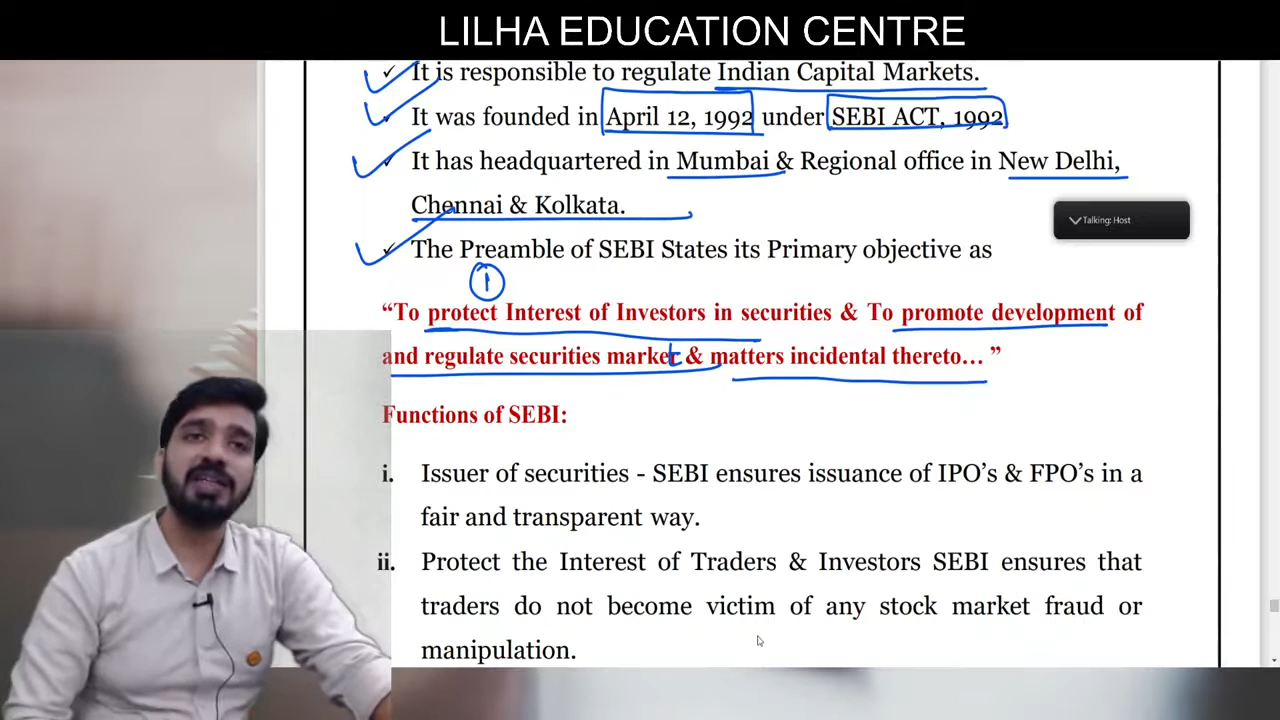 LILHA EDUCATION CENTRE
✓ It is responsible to regulate Indian Capital Markets.
✓ It was founded in April 12, 1992 under SEBI ACT, 1992
✓ It has headquartered in Mumbai & Regional office in New Delhi,
Chennai & Kolkata.
Talking: Host
✓ The Preamble of SEBI States its Primary objective as
1
“To protect Interest of Investors in securities & To promote development of
and regulate securities market & matters incidental thereto… ”
Functions of SEBI:
i. Issuer of securities - SEBI ensures issuance of IPO’s & FPO’s in a
fair and transparent way.
ii. Protect the Interest of Traders & Investors SEBI ensures that
traders do not become victim of any stock market fraud or
manipulation.